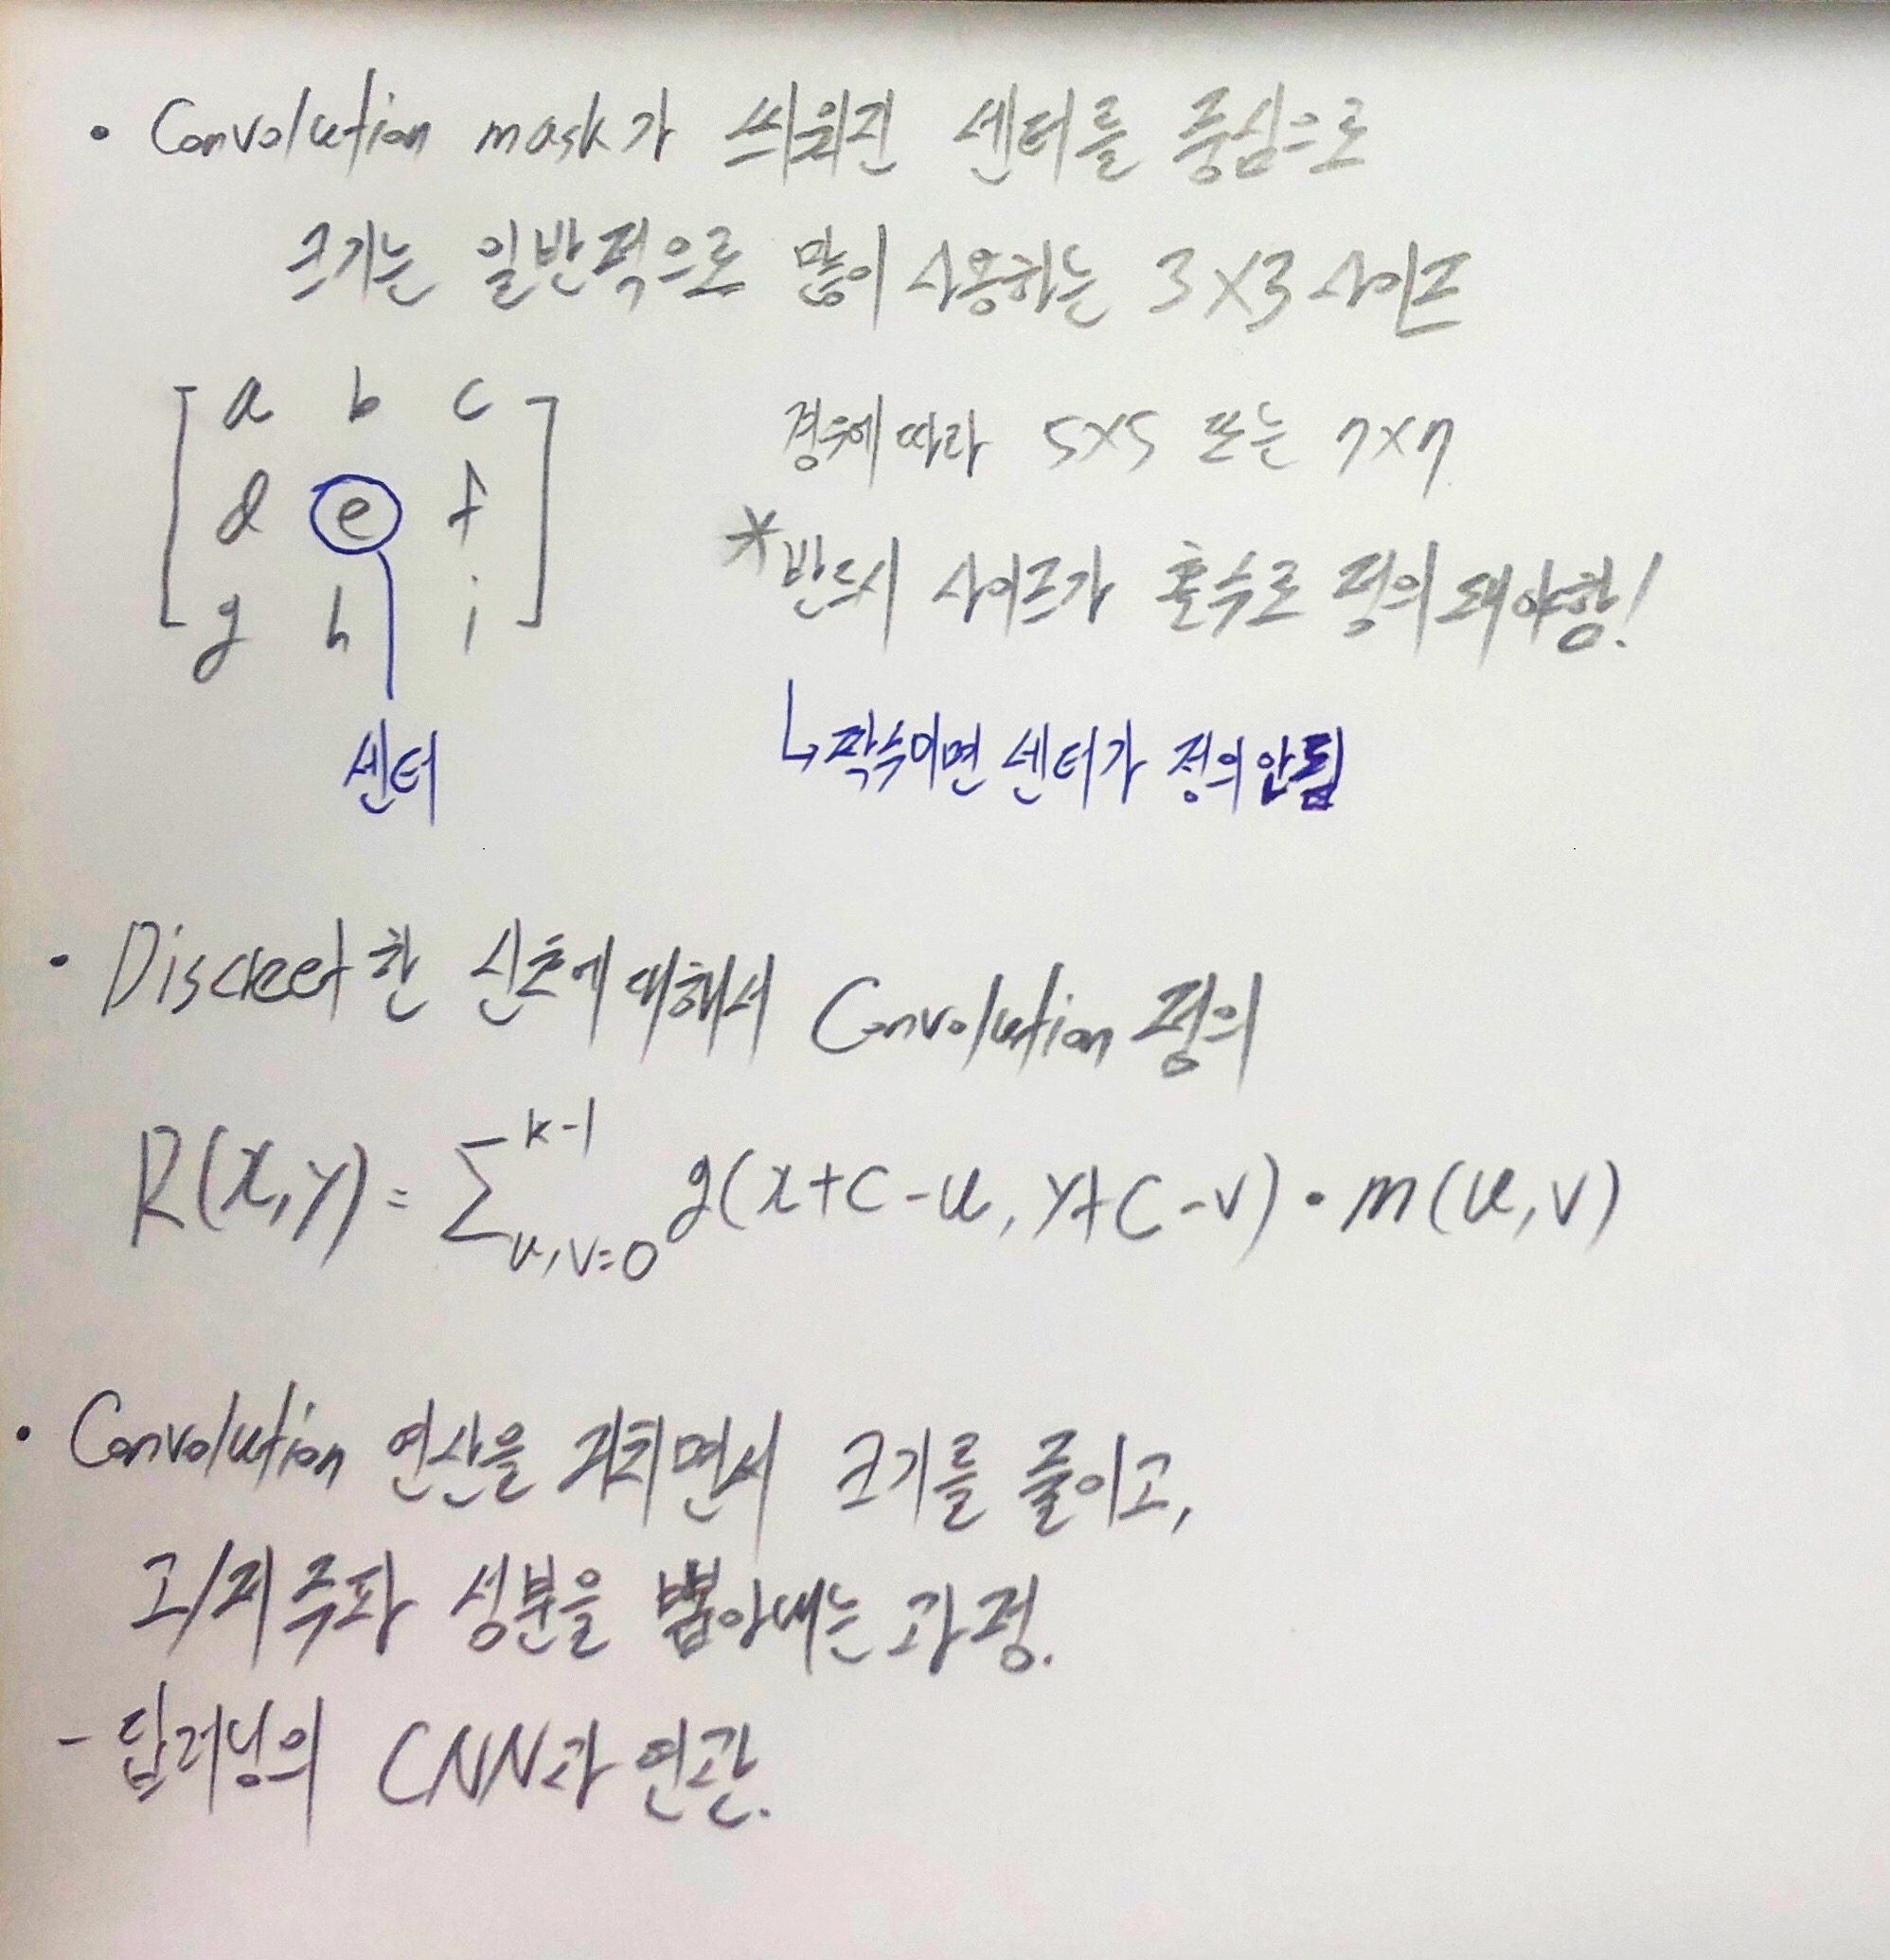 • Convolution mask가 씌워진 센터를 중심으로
크기는 일반적으로 많이 사용하는 3×3 사이즈
a b c
d e f
g h i
센터
경우에 따라 5×5 또는 7×7
*반드시 사이즈가 홀수로 정의돼야함!
↳짝수이면 센터가 정의안됨
• Discreet한 신호에 대해서 Convolution 정의
R(x,y) = Σ^{k-1}_{u,v=0} g(x+c-u, y+c-v)•m(u,v)
• Convolution 연산을 거치면서 크기를 줄이고,
고/저주파 성분을 뽑아내는 과정.
- 딥러닝의 CNN과 연관.